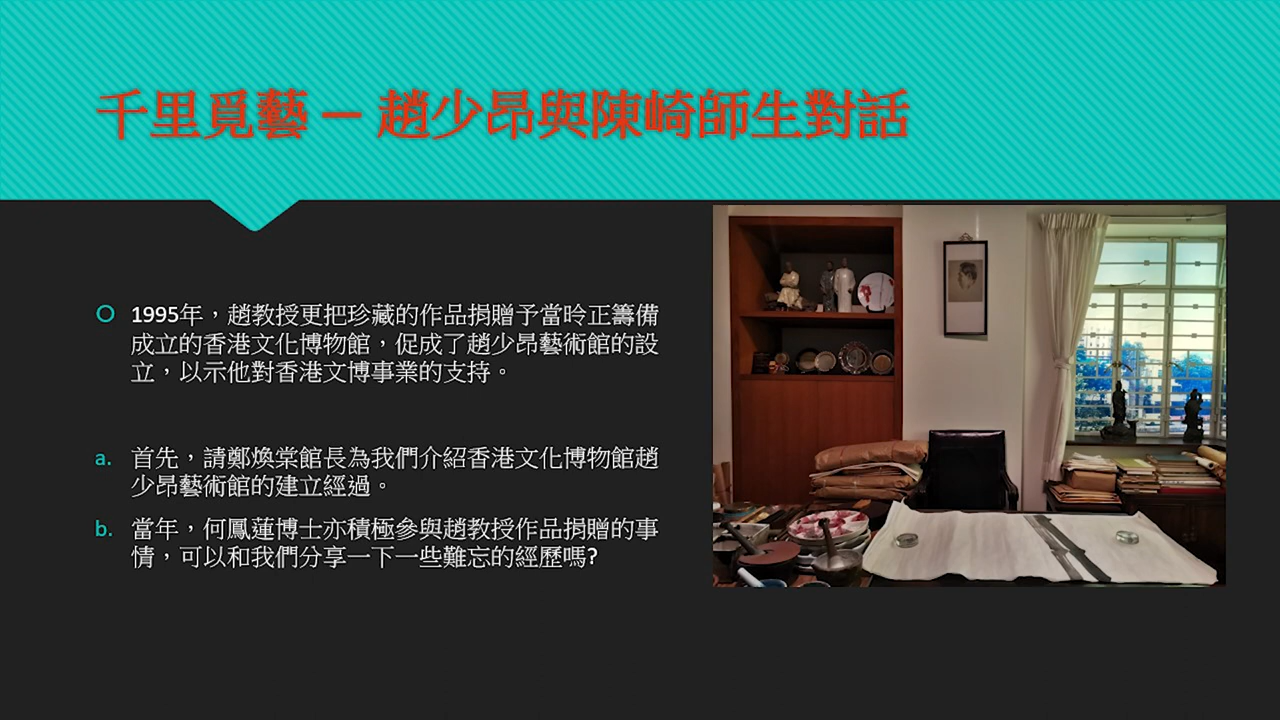 千里覓藝 — 趙少昂與陳崎師生對話
1995年，趙教授更把珍藏的作品捐贈予當昤正籌備
成立的香港文化博物館，促成了趙少昂藝術館的設
立，以示他對香港文博事業的支持。
a. 首先，請鄭煥棠館長為我們介紹香港文化博物館趙
少昂藝術館的建立經過。
b. 當年，何鳳蓮博士亦積極參與趙教授作品捐贈的事
情，可以和我們分享一下一些難忘的經歷嗎?